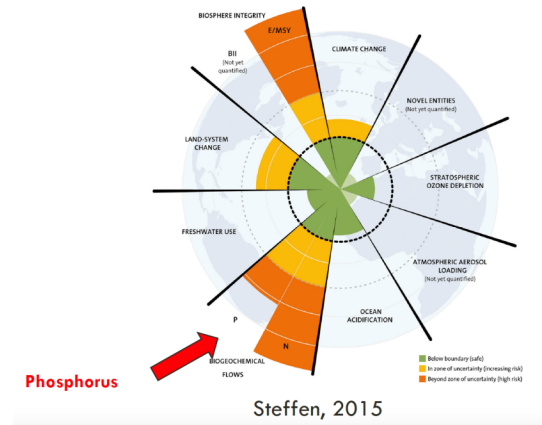 BIOSPHERE INTEGRITY
E/MSY
CLIMATE CHANGE
BII
(Not yet
quantified)
NOVEL ENTITIES
(Not yet quantified)
LAND-SYSTEM
CHANGE
STRATOSPHERIC
OZONE DEPLETION
FRESHWATER USE
ATMOSPHERIC AEROSOL
LOADING
(Not yet quantified)
OCEAN
ACIDIFICATION
P
N
BIOGEOCHEMICAL
FLOWS
Below boundary (safe)
In zone of uncertainty (increasing risk)
Beyond zone of uncertainty (high risk)
Phosphorus
Steffen, 2015